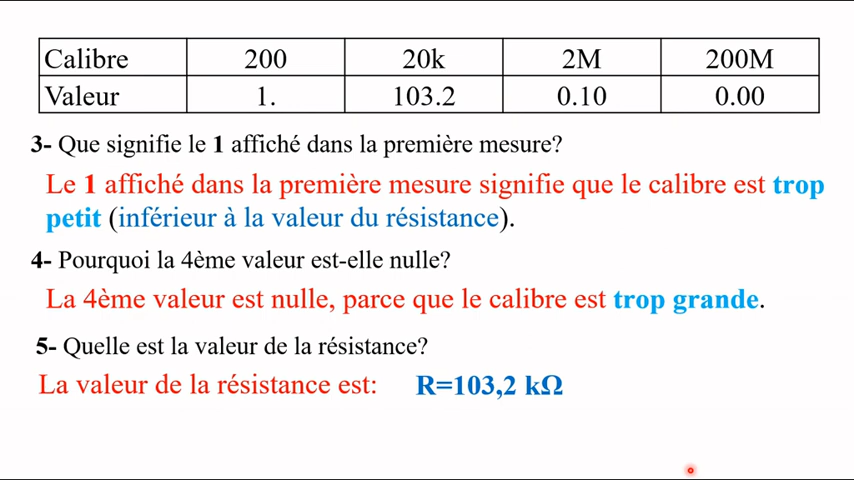 Calibre 200 20k 2M 200M
Valeur 1. 103.2 0.10 0.00
3- Que signifie le 1 affiché dans la première mesure?
Le 1 affiché dans la première mesure signifie que le calibre est trop
petit (inférieur à la valeur du résistance).
4- Pourquoi la 4ème valeur est-elle nulle?
La 4ème valeur est nulle, parce que le calibre est trop grande.
5- Quelle est la valeur de la résistance?
La valeur de la résistance est: R=103,2 kΩ